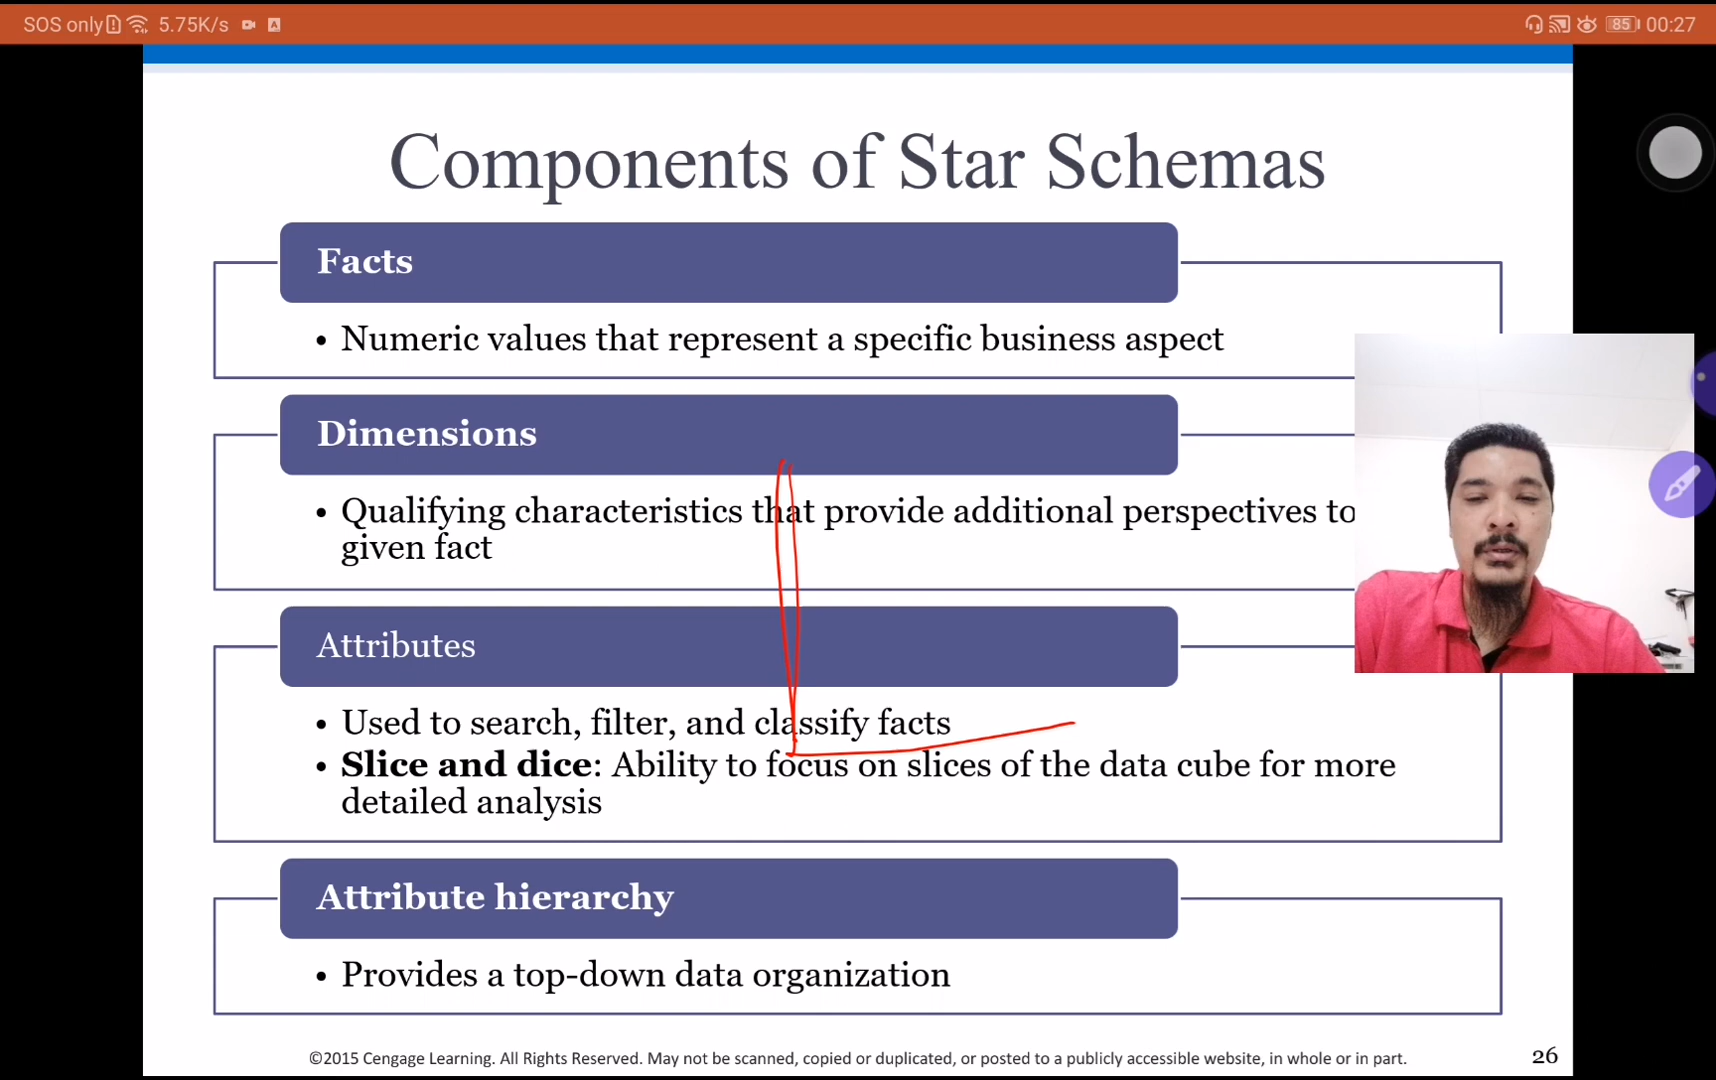 SOS only 5.75K/s A 85 00:27
Components of Star Schemas
Facts
• Numeric values that represent a specific business aspect
Dimensions
• Qualifying characteristics that provide additional perspectives to
given fact
Attributes
• Used to search, filter, and classify facts
• Slice and dice: Ability to focus on slices of the data cube for more
detailed analysis
Attribute hierarchy
• Provides a top-down data organization
©2015 Cengage Learning. All Rights Reserved. May not be scanned, copied or duplicated, or posted to a publicly accessible website, in whole or in part.
26